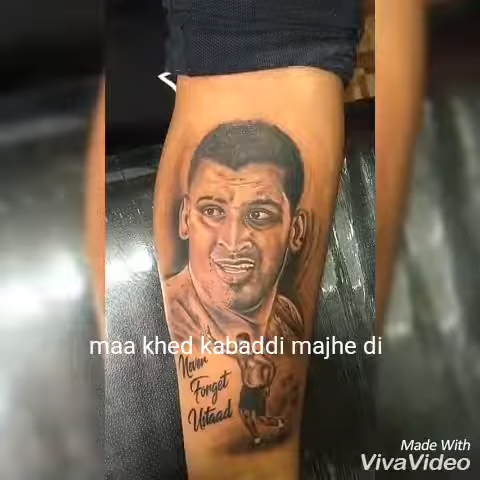 maa khed kabaddi majhe di
Never
Forget
Ustaad
Made With
VivaVideo